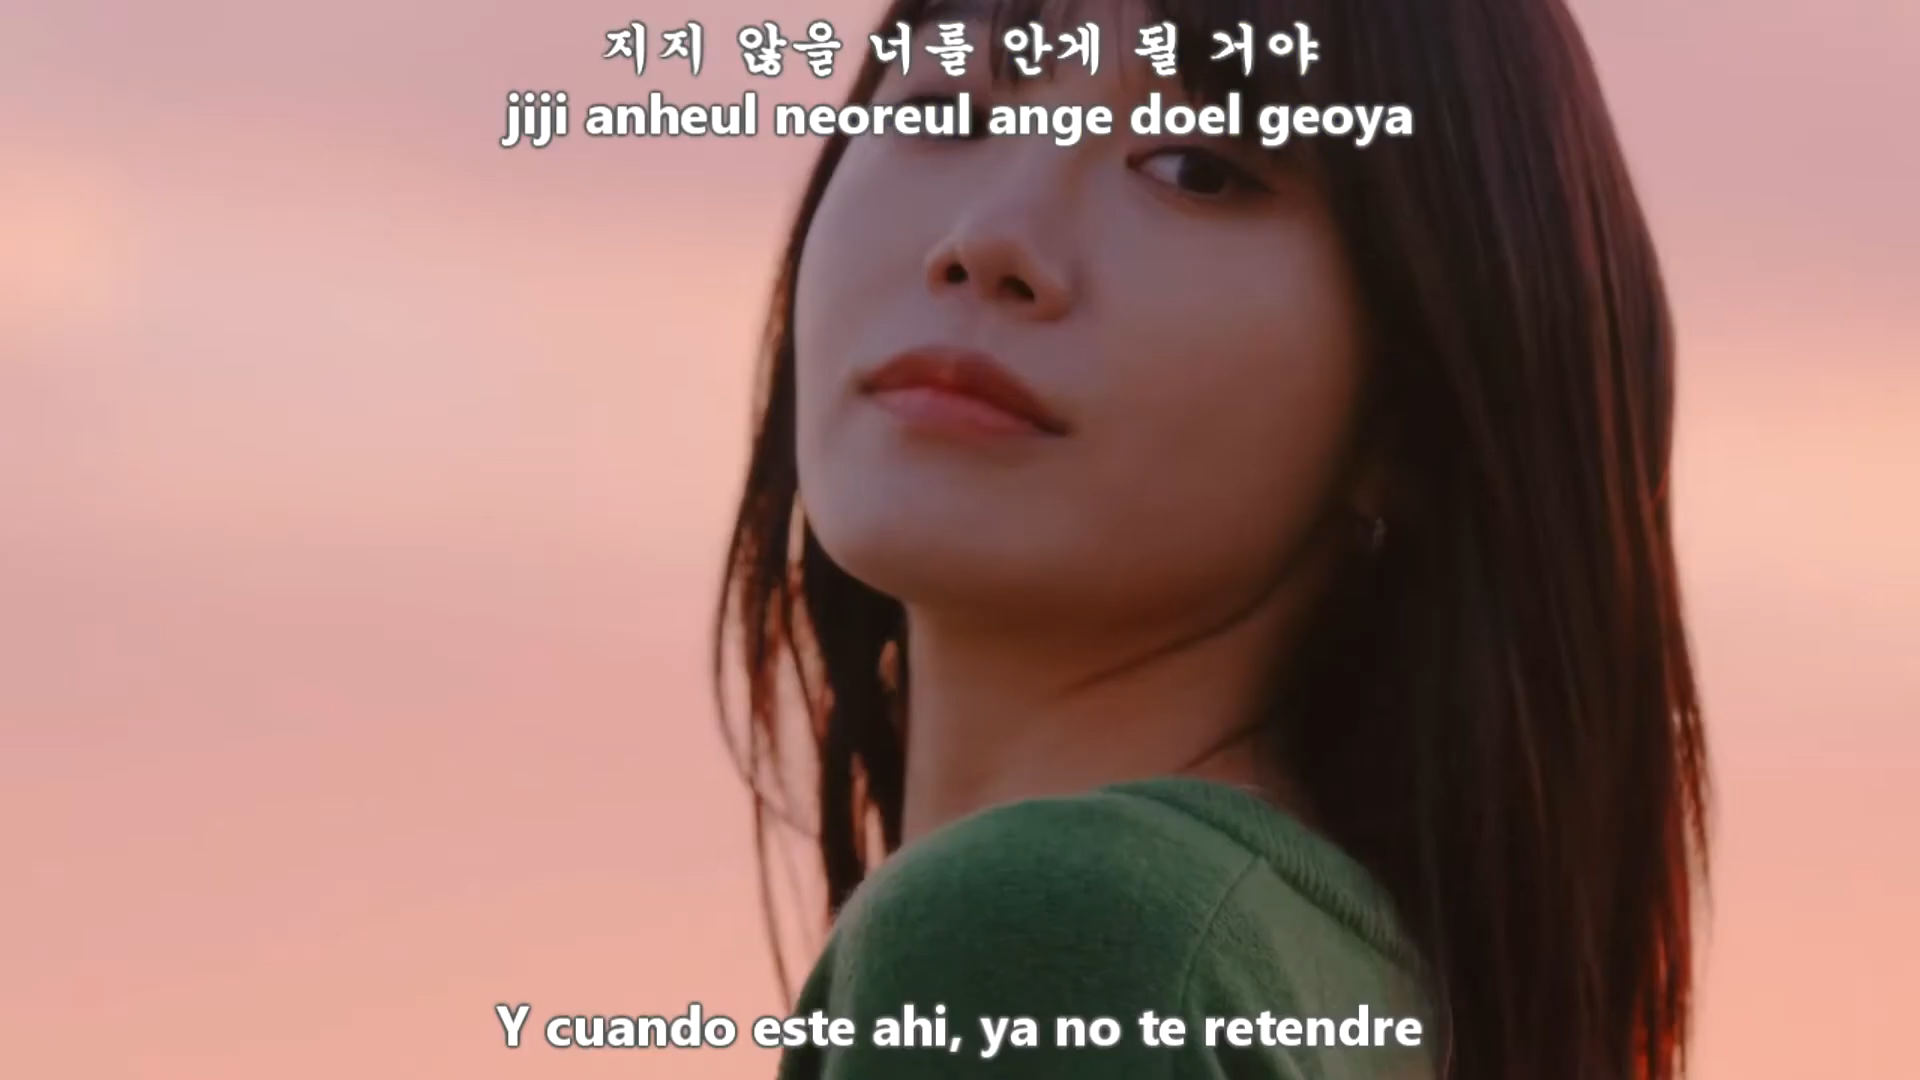 지지 않을 너를 안게 될 거야
jiji anheul neoreul ange doel geoya
Y cuando este ahi, ya no te retendre